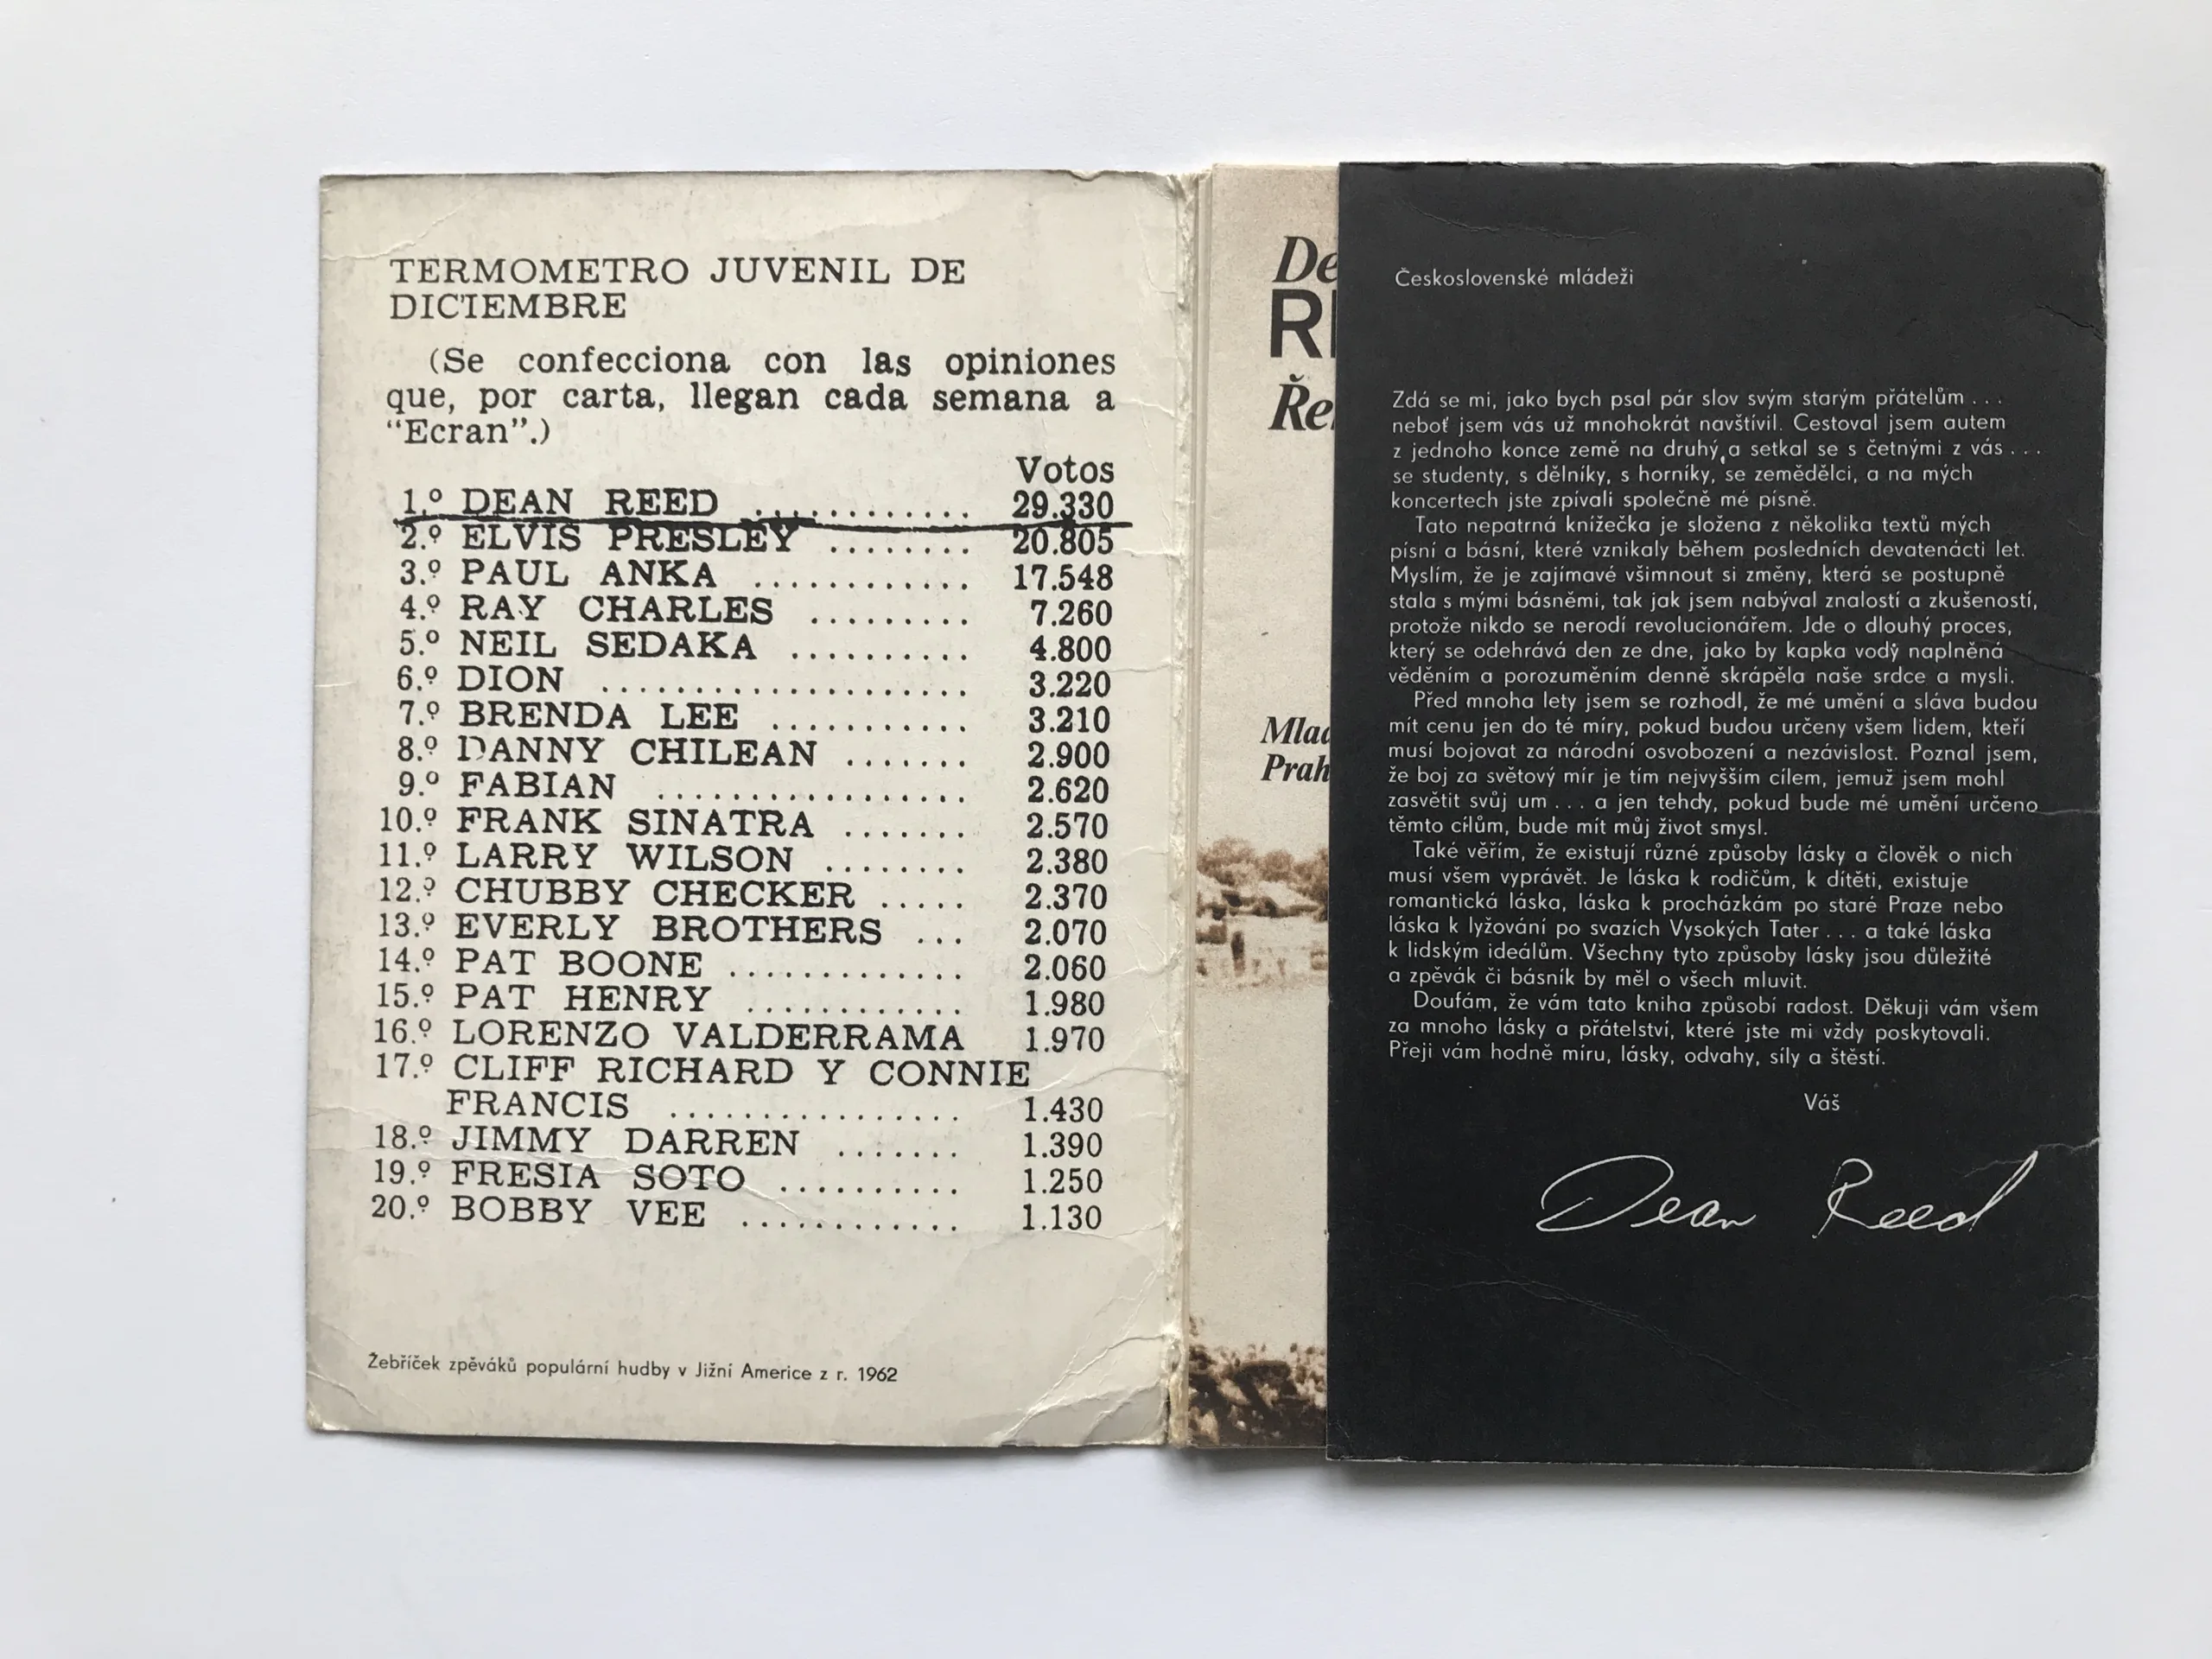 TERMOMETRO JUVENIL DE
DICIEMBRE
(Se confecciona con las opiniones
que, por carta, llegan cada semana a
“Ecran”.)
Votos
1.º DEAN REED ............ 29.330
2.º ELVIS PRESLEY ........ 20.805
3.º PAUL ANKA ............ 17.548
4.º RAY CHARLES ......... 7.260
5.º NEIL SEDAKA .......... 4.800
6.º DION .................... 3.220
7.º BRENDA LEE ........... 3.210
8.º DANNY CHILEAN ....... 2.900
9.º FABIAN ................. 2.620
10.º FRANK SINATRA ....... 2.570
11.º LARRY WILSON ........ 2.380
12.º CHUBBY CHECKER ..... 2.370
13.º EVERLY BROTHERS ... 2.070
14.º PAT BOONE ............. 2.060
15.º PAT HENRY ............ 1.980
16.º LORENZO VALDERRAMA 1.970
17.º CLIFF RICHARD Y CONNIE
FRANCIS ................ 1.430
18.º JIMMY DARREN ....... 1.390
19.º FRESIA SOTO .......... 1.250
20.º BOBBY VEE ............ 1.130
Žebříček zpěváků populární hudby v Jižní Americe z r. 1962
De
R
Ře
Mlad
Prah
Československé mládeži
Zdá se mi, jako bych psal pár slov svým starým přátelům . . .
neboť jsem vás už mnohokrát navštívil. Cestoval jsem autem
z jednoho konce země na druhý a setkal se s četnými z vás . . .
se studenty, s dělníky, s horníky, se zemědělci, a na mých
koncertech jste zpívali společně mé písně.
Tato nepatrná knížečka je složena z několika textů mých
písní a básní, které vznikaly během posledních devatenácti let.
Myslím, že je zajímavé všimnout si změny, která se postupně
stala s mými básněmi, tak jak jsem nabýval znalostí a zkušeností,
protože nikdo se nerodí revolucionářem. Jde o dlouhý proces,
který se odehrává den ze dne, jako by kapka vody naplněná
věděním a porozuměním denně skrápěla naše srdce a mysli.
Před mnoha lety jsem se rozhodl, že mé umění a sláva budou
mít cenu jen do té míry, pokud budou určeny všem lidem, kteří
musí bojovat za národní osvobození a nezávislost. Poznal jsem,
že boj za světový mír je tím nejvyšším cílem, jemuž jsem mohl
zasvětit svůj um . . . a jen tehdy, pokud bude mé umění určeno
těmto cílům, bude mít můj život smysl.
Také věřím, že existují různé způsoby lásky a člověk o nich
musí všem vyprávět. Je láska k rodičům, k dítěti, existuje
romantická láska, láska k procházkám po staré Praze nebo
láska k lyžování po svazích Vysokých Tater . . . a také láska
k lidským ideálům. Všechny tyto způsoby lásky jsou důležité
a zpěvák či básník by měl o všech mluvit.
Doufám, že vám tato kniha způsobí radost. Děkuji vám všem
za mnoho lásky a přátelství, které jste mi vždy poskytovali.
Přeji vám hodně míru, lásky, odvahy, síly a štěstí.
Váš
Dean Reed